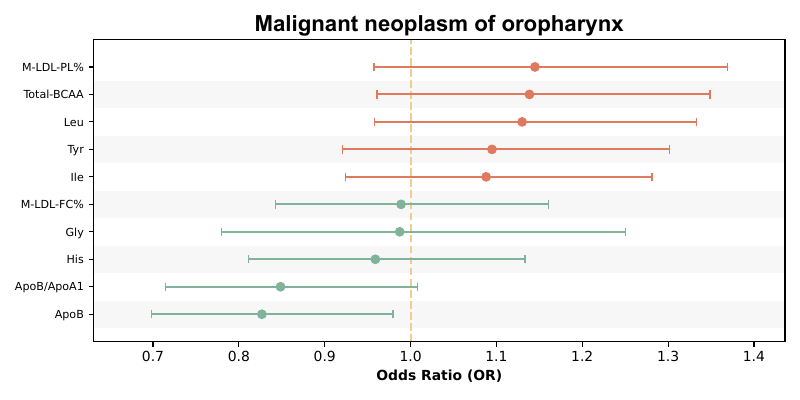 Malignant neoplasm of oropharynx
M-LDL-PL%
Total-BCAA
Leu
Tyr
Ile
M-LDL-FC%
Gly
His
ApoB/ApoA1
ApoB
0.7 0.8 0.9 1.0 1.1 1.2 1.3 1.4
Odds Ratio (OR)